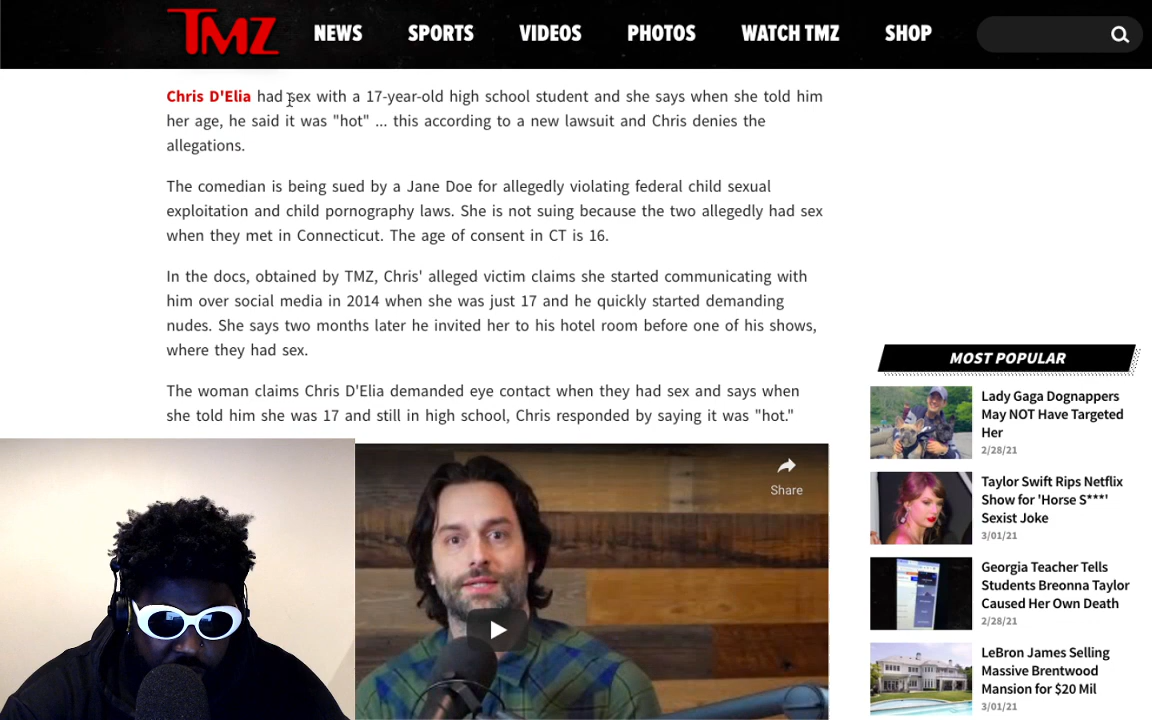 TMZ
NEWS SPORTS VIDEOS PHOTOS WATCH TMZ SHOP
Chris D'Elia had sex with a 17-year-old high school student and she says when she told him
her age, he said it was "hot" ... this according to a new lawsuit and Chris denies the
allegations.
The comedian is being sued by a Jane Doe for allegedly violating federal child sexual
exploitation and child pornography laws. She is not suing because the two allegedly had sex
when they met in Connecticut. The age of consent in CT is 16.
In the docs, obtained by TMZ, Chris' alleged victim claims she started communicating with
him over social media in 2014 when she was just 17 and he quickly started demanding
nudes. She says two months later he invited her to his hotel room before one of his shows,
where they had sex.
The woman claims Chris D'Elia demanded eye contact when they had sex and says when
she told him she was 17 and still in high school, Chris responded by saying it was "hot."
Share
MOST POPULAR
Lady Gaga Dognappers
May NOT Have Targeted
Her
2/28/21
Taylor Swift Rips Netflix
Show for 'Horse S***'
Sexist Joke
3/01/21
Georgia Teacher Tells
Students Breonna Taylor
Caused Her Own Death
2/28/21
LeBron James Selling
Massive Brentwood
Mansion for $20 Mil
3/01/21